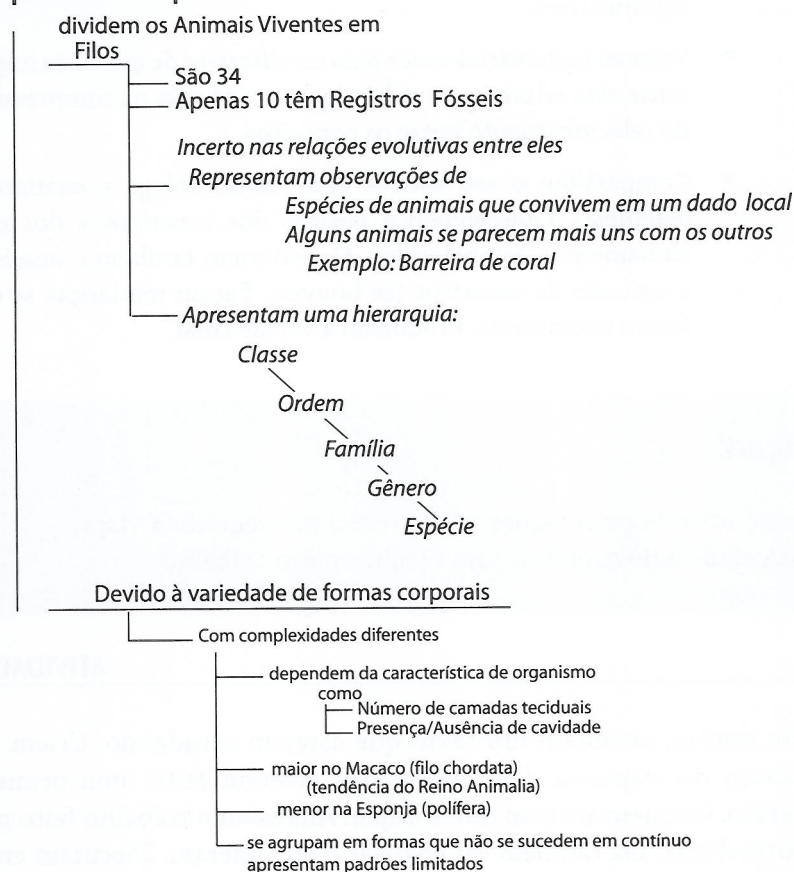 dividem os Animais Viventes em
Filos
São 34
Apenas 10 têm Registros Fósseis
Incerto nas relações evolutivas entre eles
Representam observações de
Espécies de animais que convivem em um dado local
Alguns animais se parecem mais uns com os outros
Exemplo: Barreira de coral
Apresentam uma hierarquia:
Classe
Ordem
Família
Gênero
Espécie
Devido à variedade de formas corporais
Com complexidades diferentes
dependem da característica de organismo
como
Número de camadas teciduais
Presença/Ausência de cavidade
maior no Macaco (filo chordata)
(tendência do Reino Animalia)
menor na Esponja (polífera)
se agrupam em formas que não se sucedem em contínuo
apresentam padrões limitados